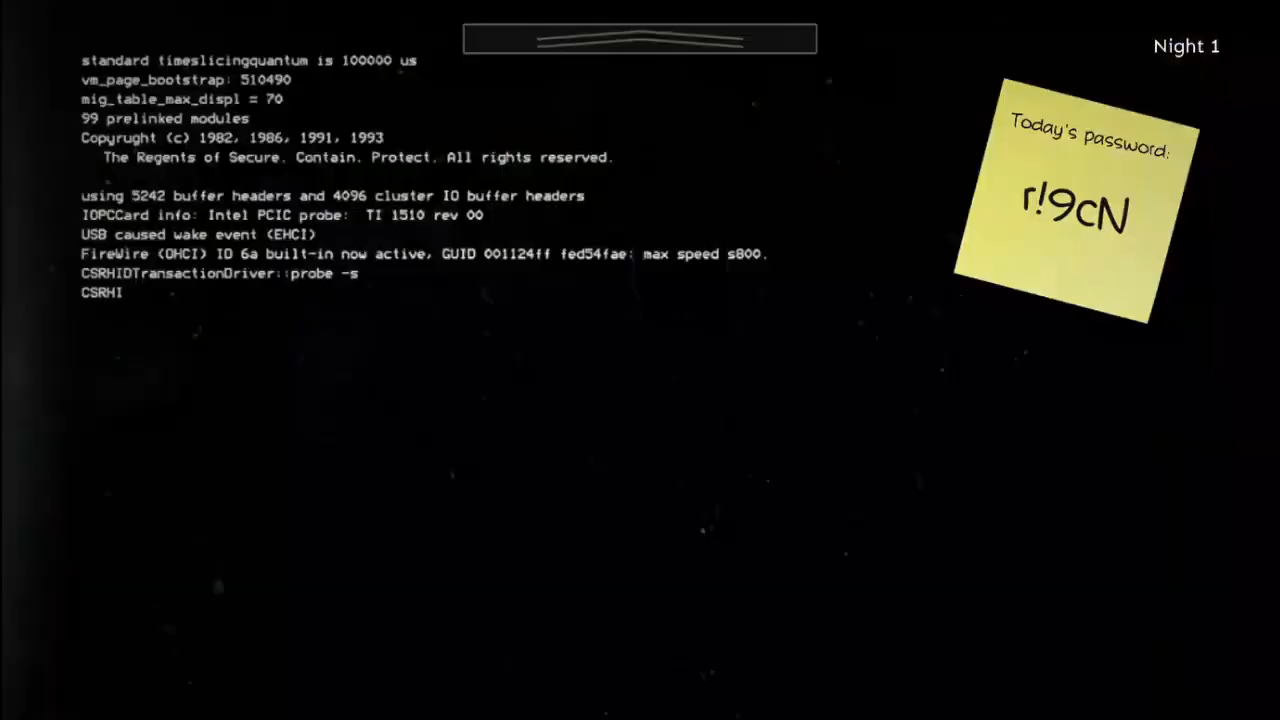 standard timeslicingquantum is 100000 us
vm_page_bootstrap: 510490
mig_table_max_displ = 70
99 prelinked modules
Copyrught (c) 1982, 1986, 1991, 1993
The Regents of Secure. Contain. Protect. All rights reserved.
using 5242 buffer headers and 4096 cluster IO buffer headers
IOPCCard info: Intel PCIC probe: TI 1510 rev 00
USB caused wake event (EHCI)
FireWire (OHCI) IO 6a built-in now active, GUID 001124ff fed54fae; max speed s800.
CSRHIDTransactionDriver::probe -s
CSRHI
Night 1
Today's password:
r!9cN